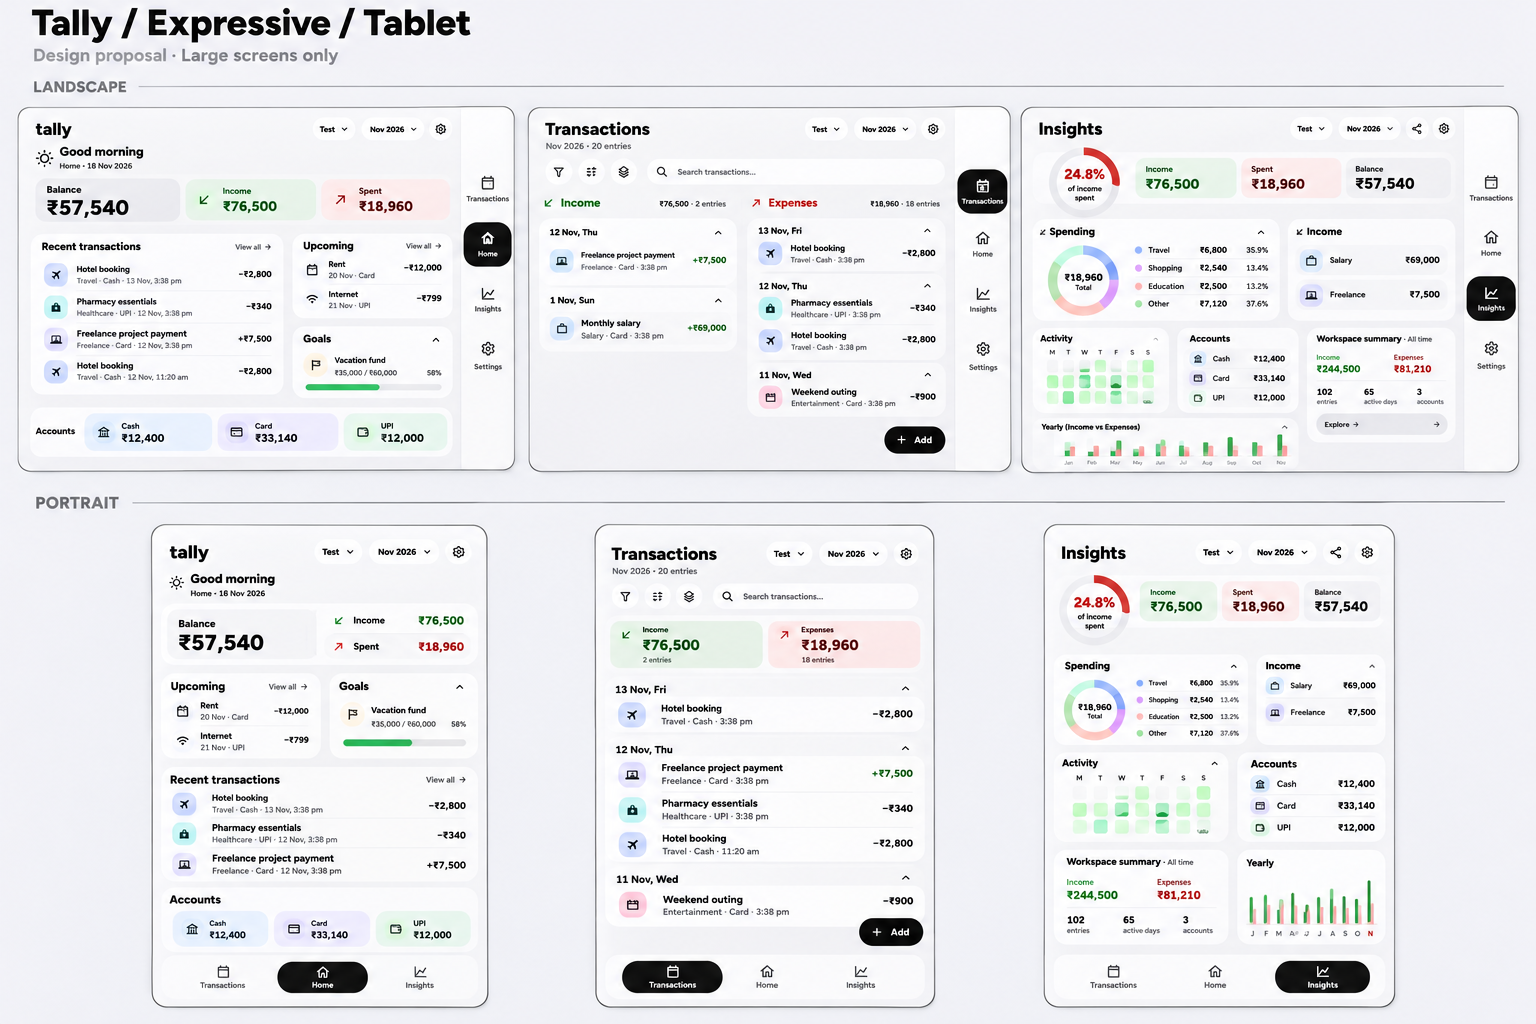 Tally / Expressive / Tablet
Design proposal · Large screens only
LANDSCAPE
tally
Test
Nov 2026
Good morning
Home • 18 Nov 2026
Balance
₹57,540
Income
₹76,500
Spent
₹18,960
Recent transactions
View all →
Hotel booking
Travel · Cash · 13 Nov, 3:38 pm
−₹2,800
Pharmacy essentials
Healthcare · UPI · 12 Nov, 3:38 pm
−₹340
Freelance project payment
Freelance · Card · 12 Nov, 3:38 pm
+₹7,500
Hotel booking
Travel · Cash · 12 Nov, 11:20 am
−₹2,800
Upcoming
View all →
Rent
20 Nov · Card
−₹12,000
Internet
21 Nov · UPI
−₹799
Goals
Vacation fund
₹35,000 / ₹60,000
58%
Accounts
Cash
₹12,400
Card
₹33,140
UPI
₹12,000
Transactions
Home
Insights
Settings
Transactions
Nov 2026 • 20 entries
Test
Nov 2026
Search transactions...
Income
₹76,500 · 2 entries
12 Nov, Thu
Freelance project payment
Freelance · Card · 3:38 pm
+₹7,500
1 Nov, Sun
Monthly salary
Salary · Card · 3:38 pm
+₹69,000
Expenses
₹18,960 · 18 entries
13 Nov, Fri
Hotel booking
Travel · Cash · 3:38 pm
−₹2,800
12 Nov, Thu
Pharmacy essentials
Healthcare · UPI · 3:38 pm
−₹340
Hotel booking
Travel · Cash · 3:38 pm
−₹2,800
11 Nov, Wed
Weekend outing
Entertainment · Card · 3:38 pm
−₹900
+ Add
Transactions
Home
Insights
Settings
Insights
Test
Nov 2026
24.8%
of income
spent
Income
₹76,500
Spent
₹18,960
Balance
₹57,540
Spending
₹18,960
Total
Travel ₹6,800 35.9%
Shopping ₹2,540 13.4%
Education ₹2,500 13.2%
Other ₹7,120 37.6%
Income
Salary ₹69,000
Freelance ₹7,500
Activity
M T W T F S S
Accounts
Cash ₹12,400
Card ₹33,140
UPI ₹12,000
Workspace summary · All time
Income
₹244,500
Expenses
₹81,210
102
entries
65
active days
3
accounts
Explore →
→
Yearly (Income vs Expenses)
Jan Feb Mar May Jun Jul Aug Sep Oct Nov
Transactions
Home
Insights
Settings
PORTRAIT
tally
Test
Nov 2026
Good morning
Home • 18 Nov 2026
Balance
₹57,540
Income ₹76,500
Spent ₹18,960
Upcoming
View all →
Rent
20 Nov · Card
−₹12,000
Internet
21 Nov · UPI
−₹799
Goals
Vacation fund
₹35,000 / ₹60,000
58%
Recent transactions
View all →
Hotel booking
Travel · Cash · 13 Nov, 3:38 pm
−₹2,800
Pharmacy essentials
Healthcare · UPI · 12 Nov, 3:38 pm
−₹340
Freelance project payment
Freelance · Card · 12 Nov, 3:38 pm
+₹7,500
Accounts
Cash
₹12,400
Card
₹33,140
UPI
₹12,000
Transactions
Home
Insights
Transactions
Nov 2026 • 20 entries
Test
Nov 2026
Search transactions...
Income
₹76,500
2 entries
Expenses
₹18,960
18 entries
13 Nov, Fri
Hotel booking
Travel · Cash · 3:38 pm
−₹2,800
12 Nov, Thu
Freelance project payment
Freelance · Card · 3:38 pm
+₹7,500
Pharmacy essentials
Healthcare · UPI · 3:38 pm
−₹340
Hotel booking
Travel · Cash · 11:20 am
−₹2,800
11 Nov, Wed
Weekend outing
Entertainment · Card · 3:38 pm
−₹900
+ Add
Transactions
Home
Insights
Insights
Test
Nov 2026
24.8%
of income
spent
Income
₹76,500
Spent
₹18,960
Balance
₹57,540
Spending
₹18,960
Total
Travel ₹6,800 35.9%
Shopping ₹2,540 13.4%
Education ₹2,500 13.2%
Other ₹7,120 37.6%
Income
Salary ₹69,000
Freelance ₹7,500
Activity
M T W T F S S
Accounts
Cash ₹12,400
Card ₹33,140
UPI ₹12,000
Workspace summary · All time
Income
₹244,500
Expenses
₹81,210
102
entries
65
active days
3
accounts
Yearly
J F M J A S O N
Transactions
Home
Insights